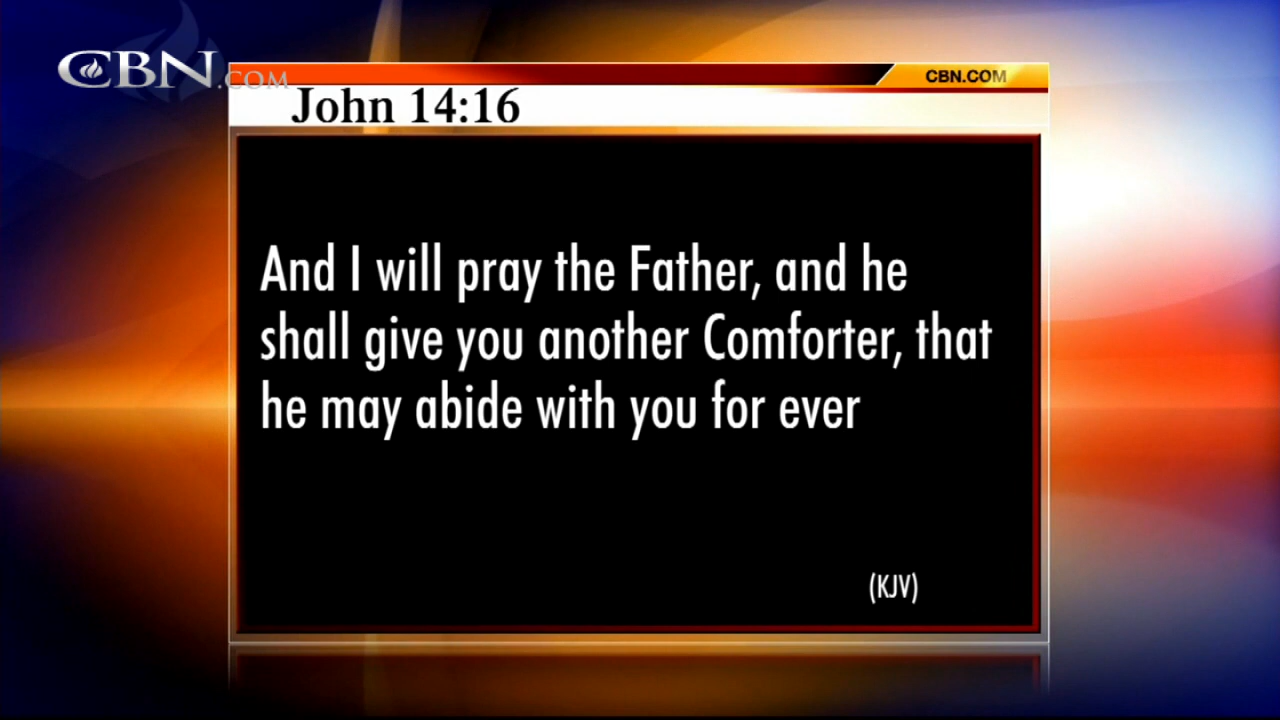 CBN.COM
CBN.COM
John 14:16
And I will pray the Father, and he
shall give you another Comforter, that
he may abide with you for ever
(KJV)